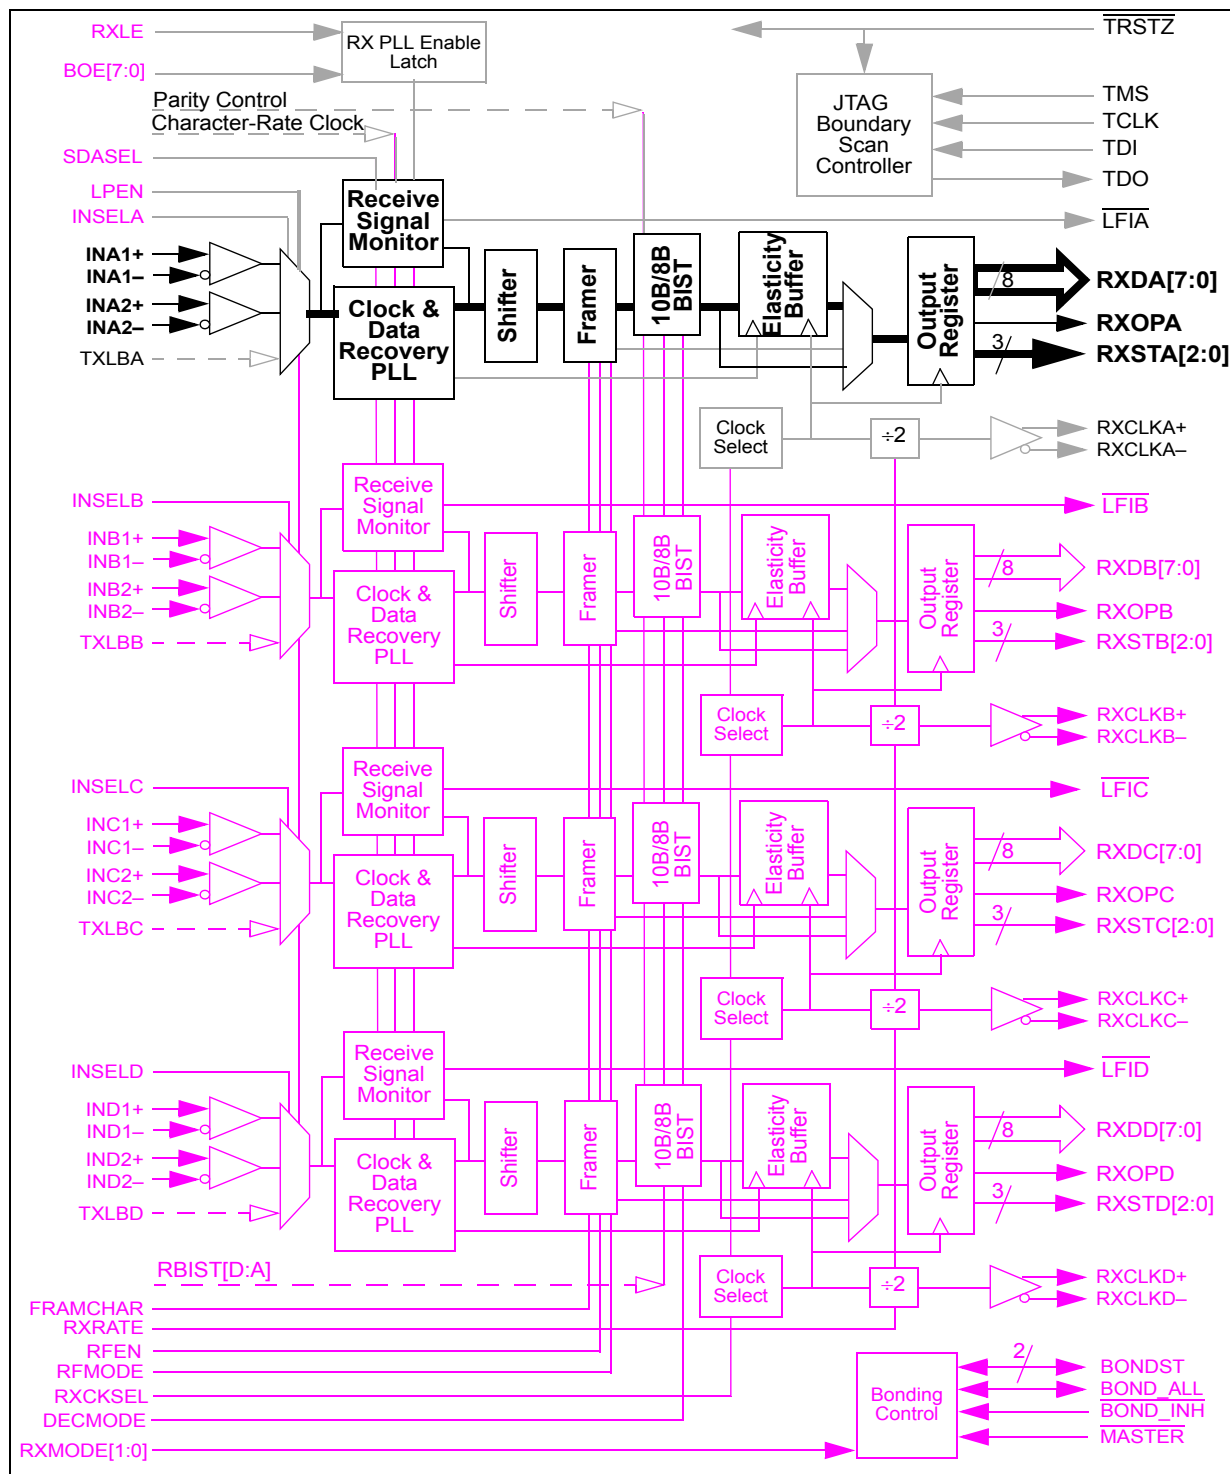 RXLE
BOE[7:0]
RX PLL Enable
Latch
TRSTZ
JTAG
Boundary
Scan
Controller
TMS
TCLK
TDI
TDO
Parity Control
Character-Rate Clock
SDASEL
LPEN
INSELA
INA1+
INA1–
INA2+
INA2–
TXLBA
Receive
Signal
Monitor
Clock &
Data
Recovery
PLL
Shifter
Framer
10B/8B
BIST
Elasticity
Buffer
Output
Register
LFIA
8
RXDA[7:0]
RXOPA
3
RXSTA[2:0]
Clock
Select
÷2
RXCLKA+
RXCLKA–
INSELB
INB1+
INB1–
INB2+
INB2–
TXLBB
Receive
Signal
Monitor
Clock &
Data
Recovery
PLL
Shifter
Framer
10B/8B
BIST
Elasticity
Buffer
Output
Register
LFIB
8
RXDB[7:0]
RXOPB
3
RXSTB[2:0]
Clock
Select
÷2
RXCLKB+
RXCLKB–
INSELC
INC1+
INC1–
INC2+
INC2–
TXLBC
Receive
Signal
Monitor
Clock &
Data
Recovery
PLL
Shifter
Framer
10B/8B
BIST
Elasticity
Buffer
Output
Register
LFIC
8
RXDC[7:0]
RXOPC
3
RXSTC[2:0]
Clock
Select
÷2
RXCLKC+
RXCLKC–
INSELD
IND1+
IND1–
IND2+
IND2–
TXLBD
Receive
Signal
Monitor
Clock &
Data
Recovery
PLL
Shifter
Framer
10B/8B
BIST
Elasticity
Buffer
Output
Register
LFID
8
RXDD[7:0]
RXOPD
3
RXSTD[2:0]
Clock
Select
÷2
RXCLKD+
RXCLKD–
RBIST[D:A]
FRAMCHAR
RXRATE
RFEN
RFMODE
RXCKSEL
DECMODE
RXMODE[1:0]
Bonding
Control
2
BONDST
BOND_ALL
BOND_INH
MASTER